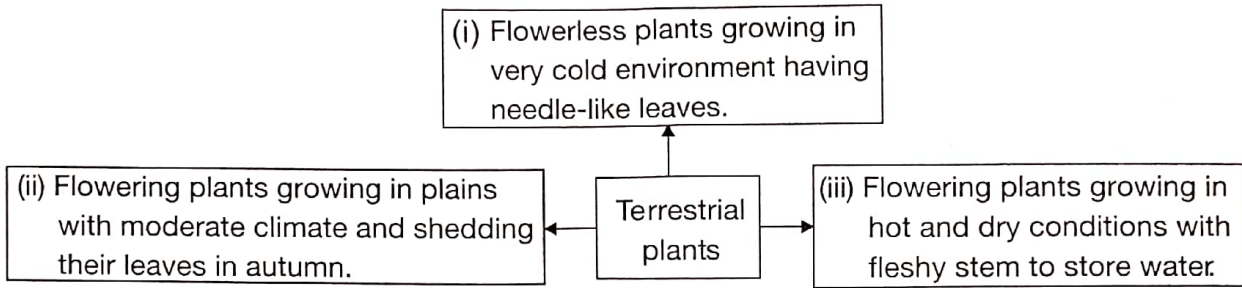 (i) Flowerless plants growing in
very cold environment having
needle-like leaves.
(ii) Flowering plants growing in plains
with moderate climate and shedding
their leaves in autumn.
Terrestrial
plants
(iii) Flowering plants growing in
hot and dry conditions with
fleshy stem to store water.